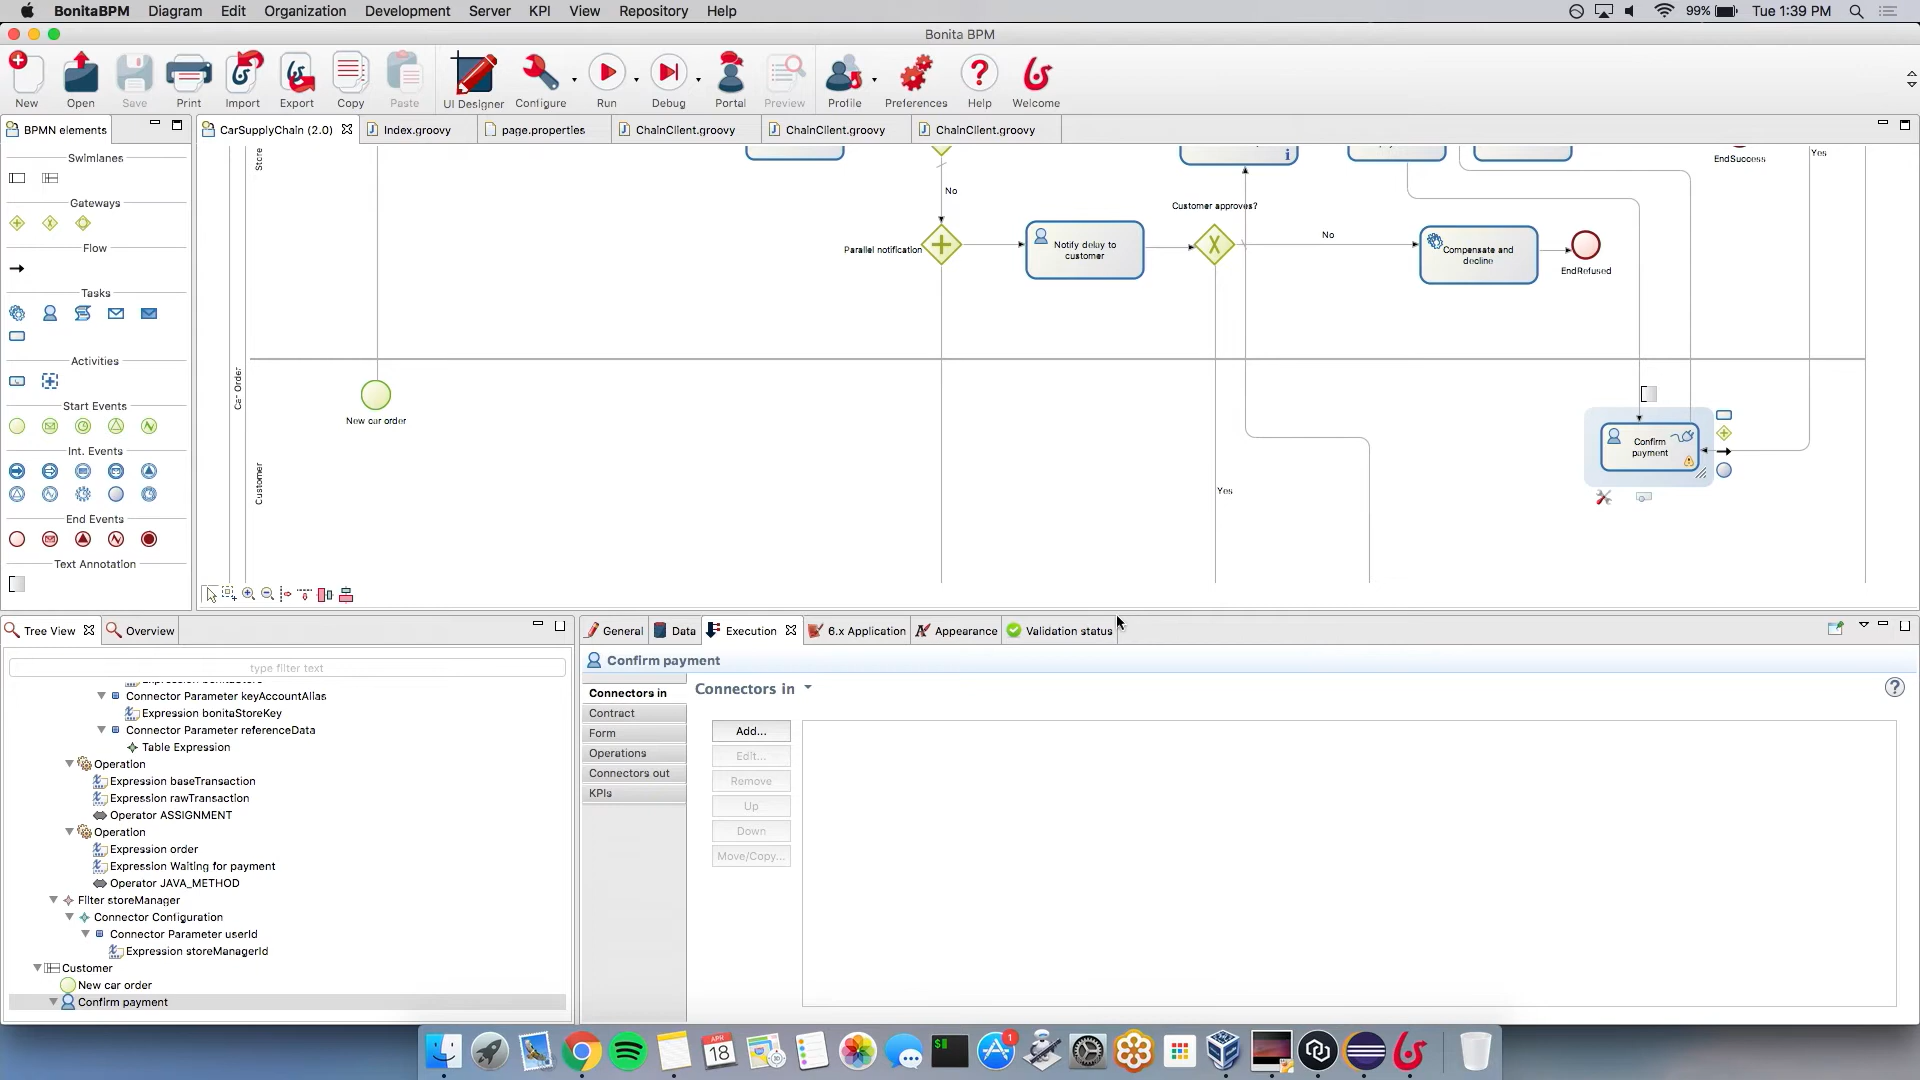 BonitaBPM Diagram Edit Organization Development Server KPI View Repository Help 99% Tue 1:39 PM
Bonita BPM
New Open Save Print Import Export Copy Paste UI Designer Configure Run Debug Portal Preview Profile Preferences Help Welcome
BPMN elements
CarSupplyChain (2.0) Index.groovy page.properties ChainClient.groovy ChainClient.groovy ChainClient.groovy
Swimlanes
Gateways
Flow
Tasks
Activities
Start Events
Int. Events
End Events
Text Annotation
Store
EndSuccess
Yes
No
Customer approves?
Parallel notification
Notify delay to
customer
No
Compensate and
decline
EndRefused
Car Order
New car order
Customer
Confirm
payment
Yes
Tree View Overview
type filter text
Connector Parameter keyAccountAlias
Expression bonitaStoreKey
Connector Parameter referenceData
Table Expression
Operation
Expression baseTransaction
Expression rawTransaction
Operator ASSIGNMENT
Operation
Expression order
Expression Waiting for payment
Operator JAVA_METHOD
Filter storeManager
Connector Configuration
Connector Parameter userId
Expression storeManagerId
Customer
New car order
Confirm payment
General Data Execution 6.x Application Appearance Validation status
Confirm payment
Connectors in
Contract
Form
Operations
Connectors out
KPIs
Connectors in
Add...
Edit...
Remove
Up
Down
Move/Copy...
APR
18
1